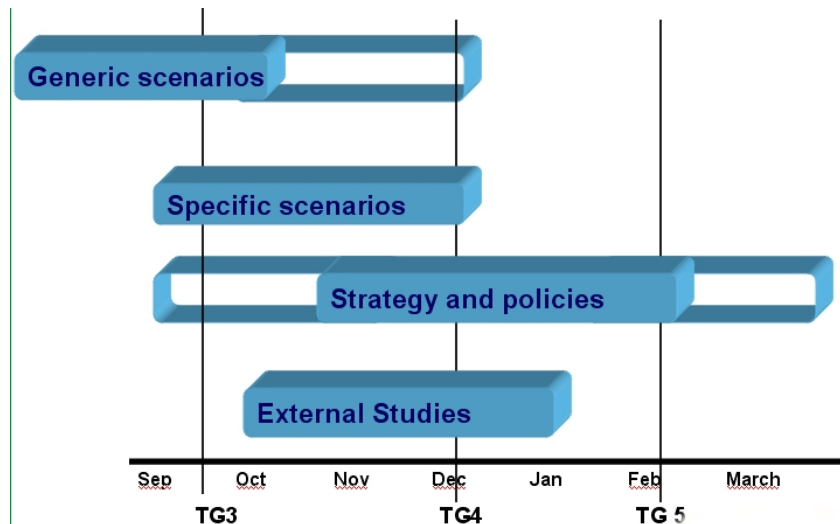 Generic scenarios
Specific scenarios
Strategy and policies
External Studies
Sep Oct Nov Dec Jan Feb March
TG3 TG4 TG 5